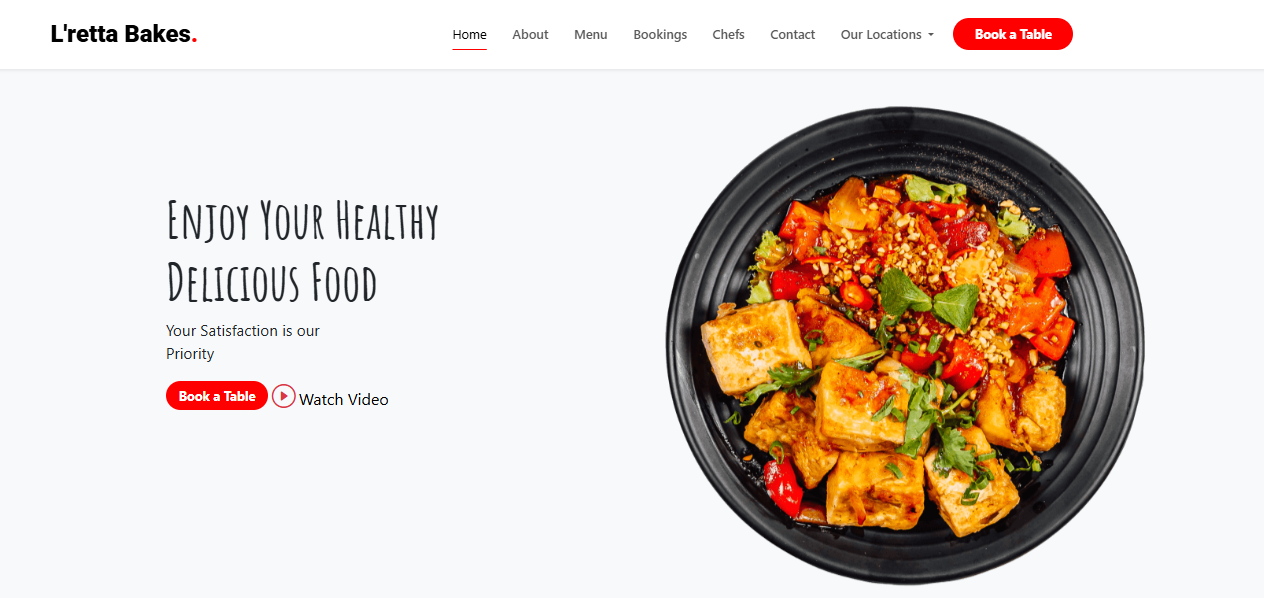 L'retta Bakes.
Home About Menu Bookings Chefs Contact Our Locations Book a Table
Enjoy Your Healthy
Delicious Food
Your Satisfaction is our
Priority
Book a Table Watch Video